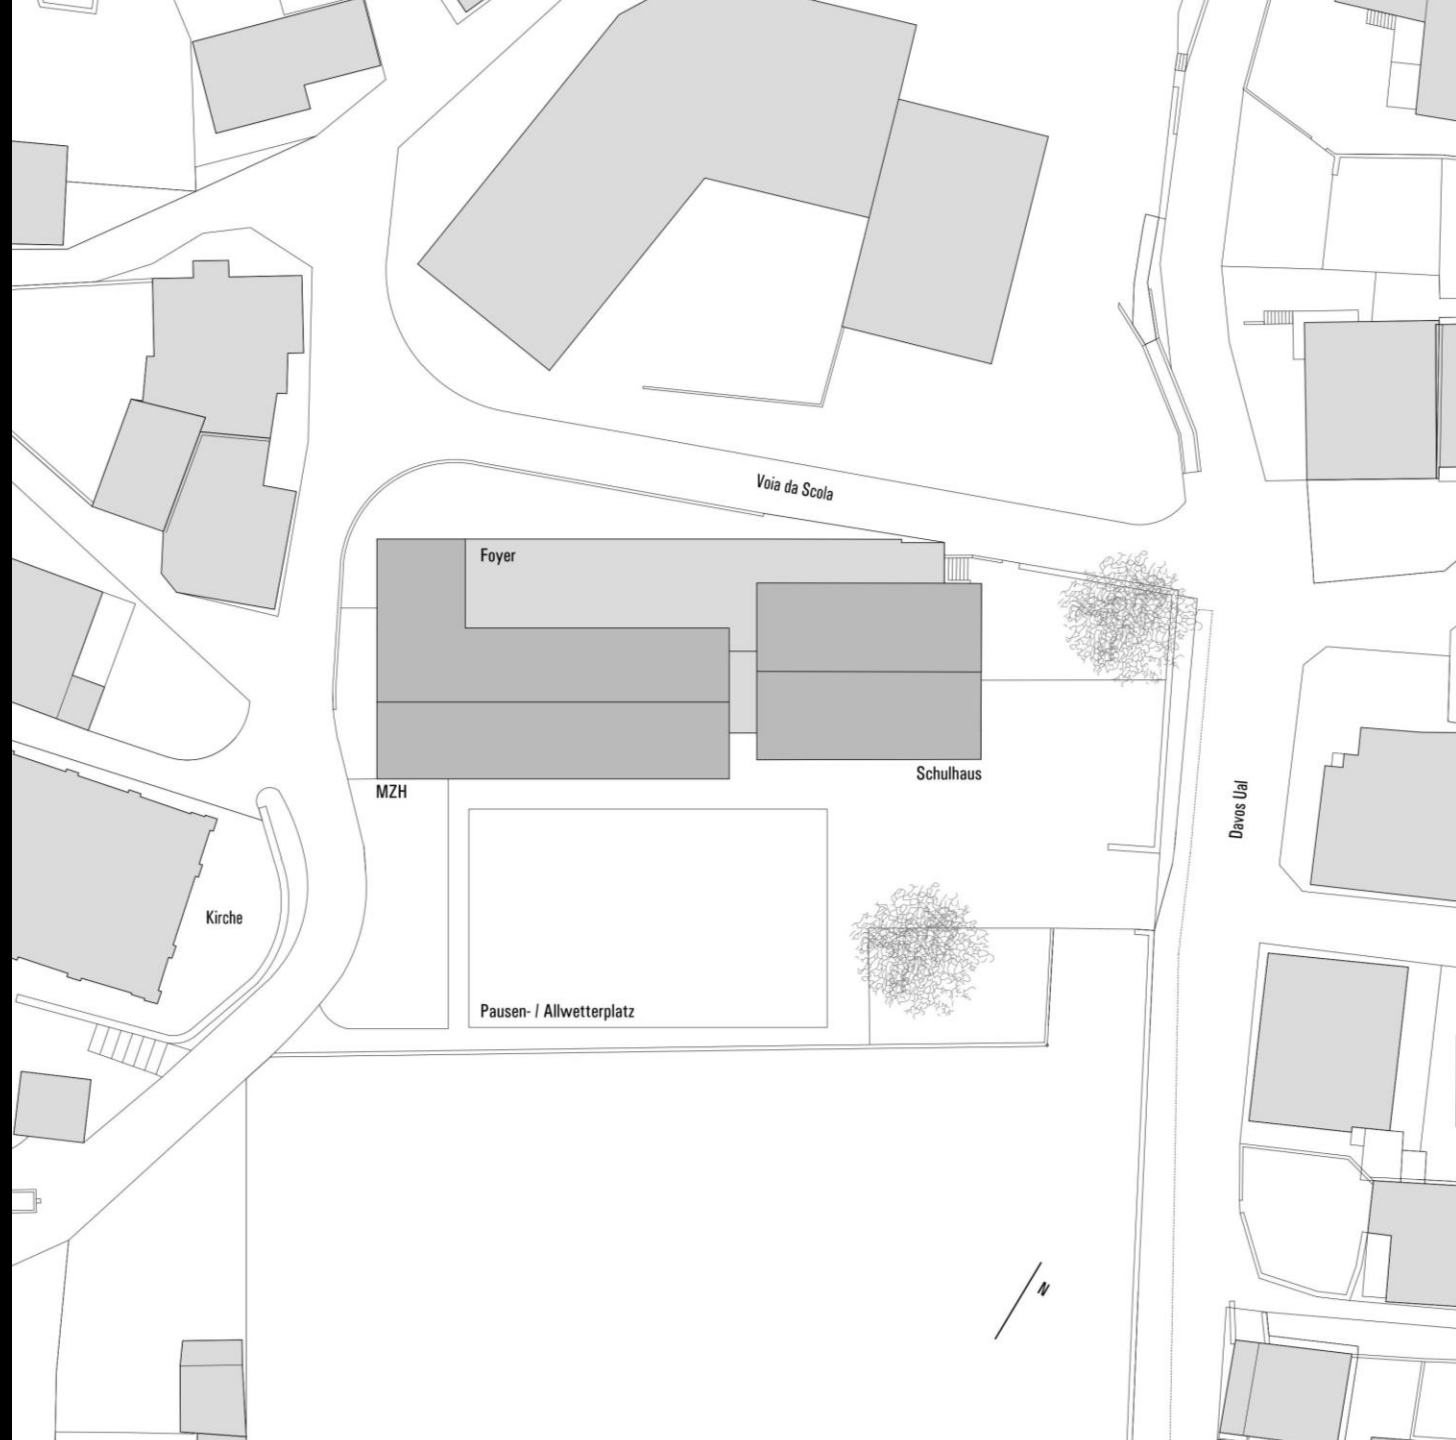 Voia da Scola
Foyer
Schulhaus
MZH
Davos Ual
Kirche
Pausen- / Allwetterplatz
N